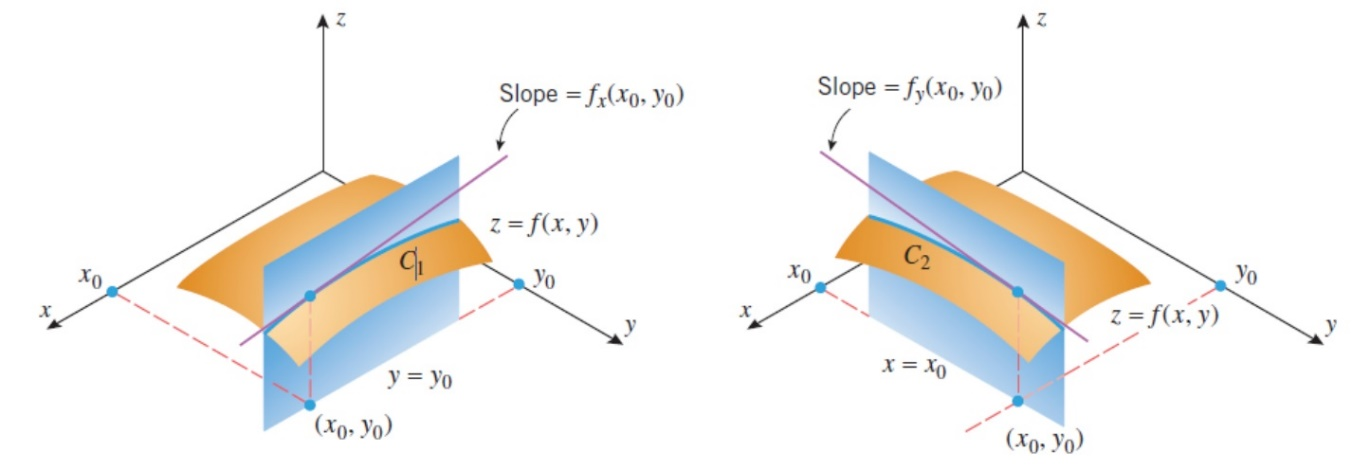 z
Slope = fₓ(x₀, y₀)
z = f(x, y)
C₁
x₀
y₀
x
y
y = y₀
(x₀, y₀)
z
Slope = f_y(x₀, y₀)
C₂
x₀
y₀
x
z = f(x, y)
y
x = x₀
(x₀, y₀)